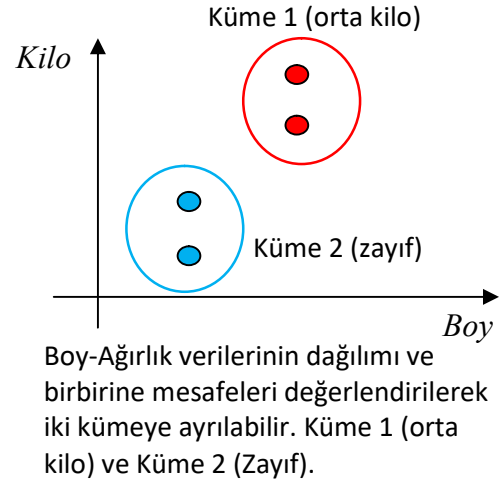 Küme 1 (orta kilo)
Kilo
Küme 2 (zayıf)
Boy
Boy-Ağırlık verilerinin dağılımı ve
birbirine mesafeleri değerlendirilerek
iki kümeye ayrılabilir. Küme 1 (orta
kilo) ve Küme 2 (Zayıf).